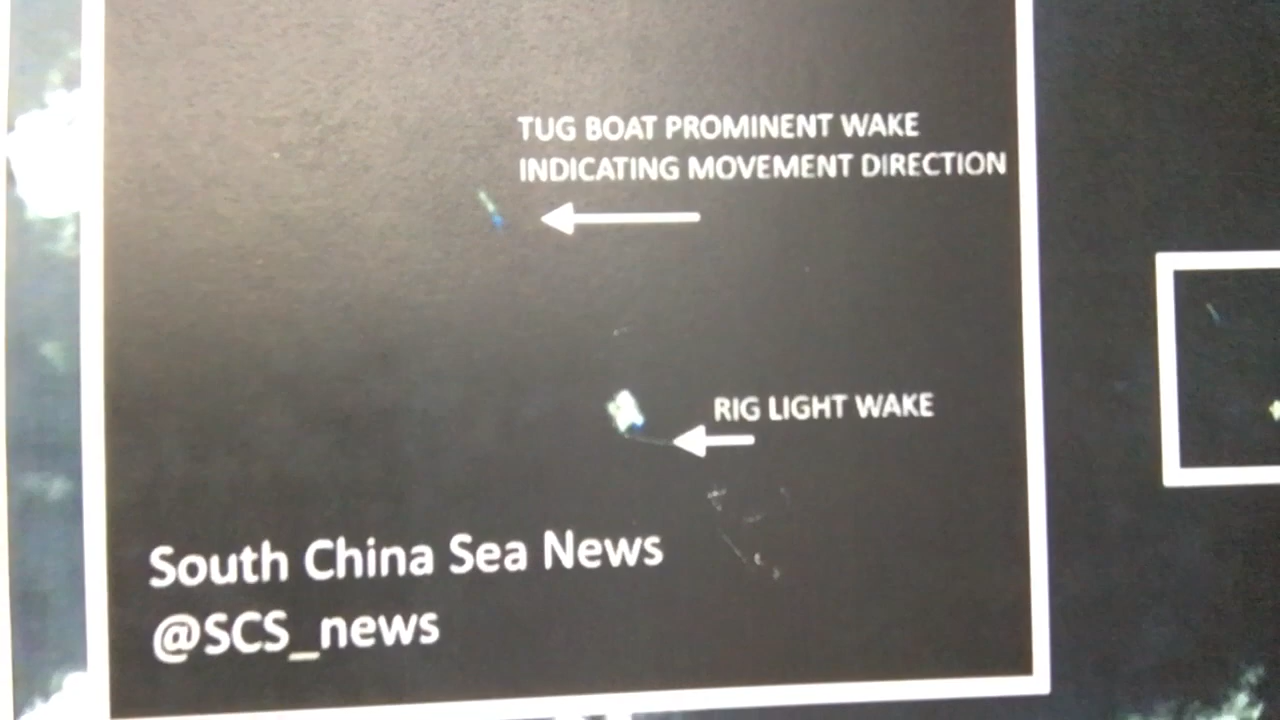 TUG BOAT PROMINENT WAKE
INDICATING MOVEMENT DIRECTION
RIG LIGHT WAKE
South China Sea News
@SCS_news